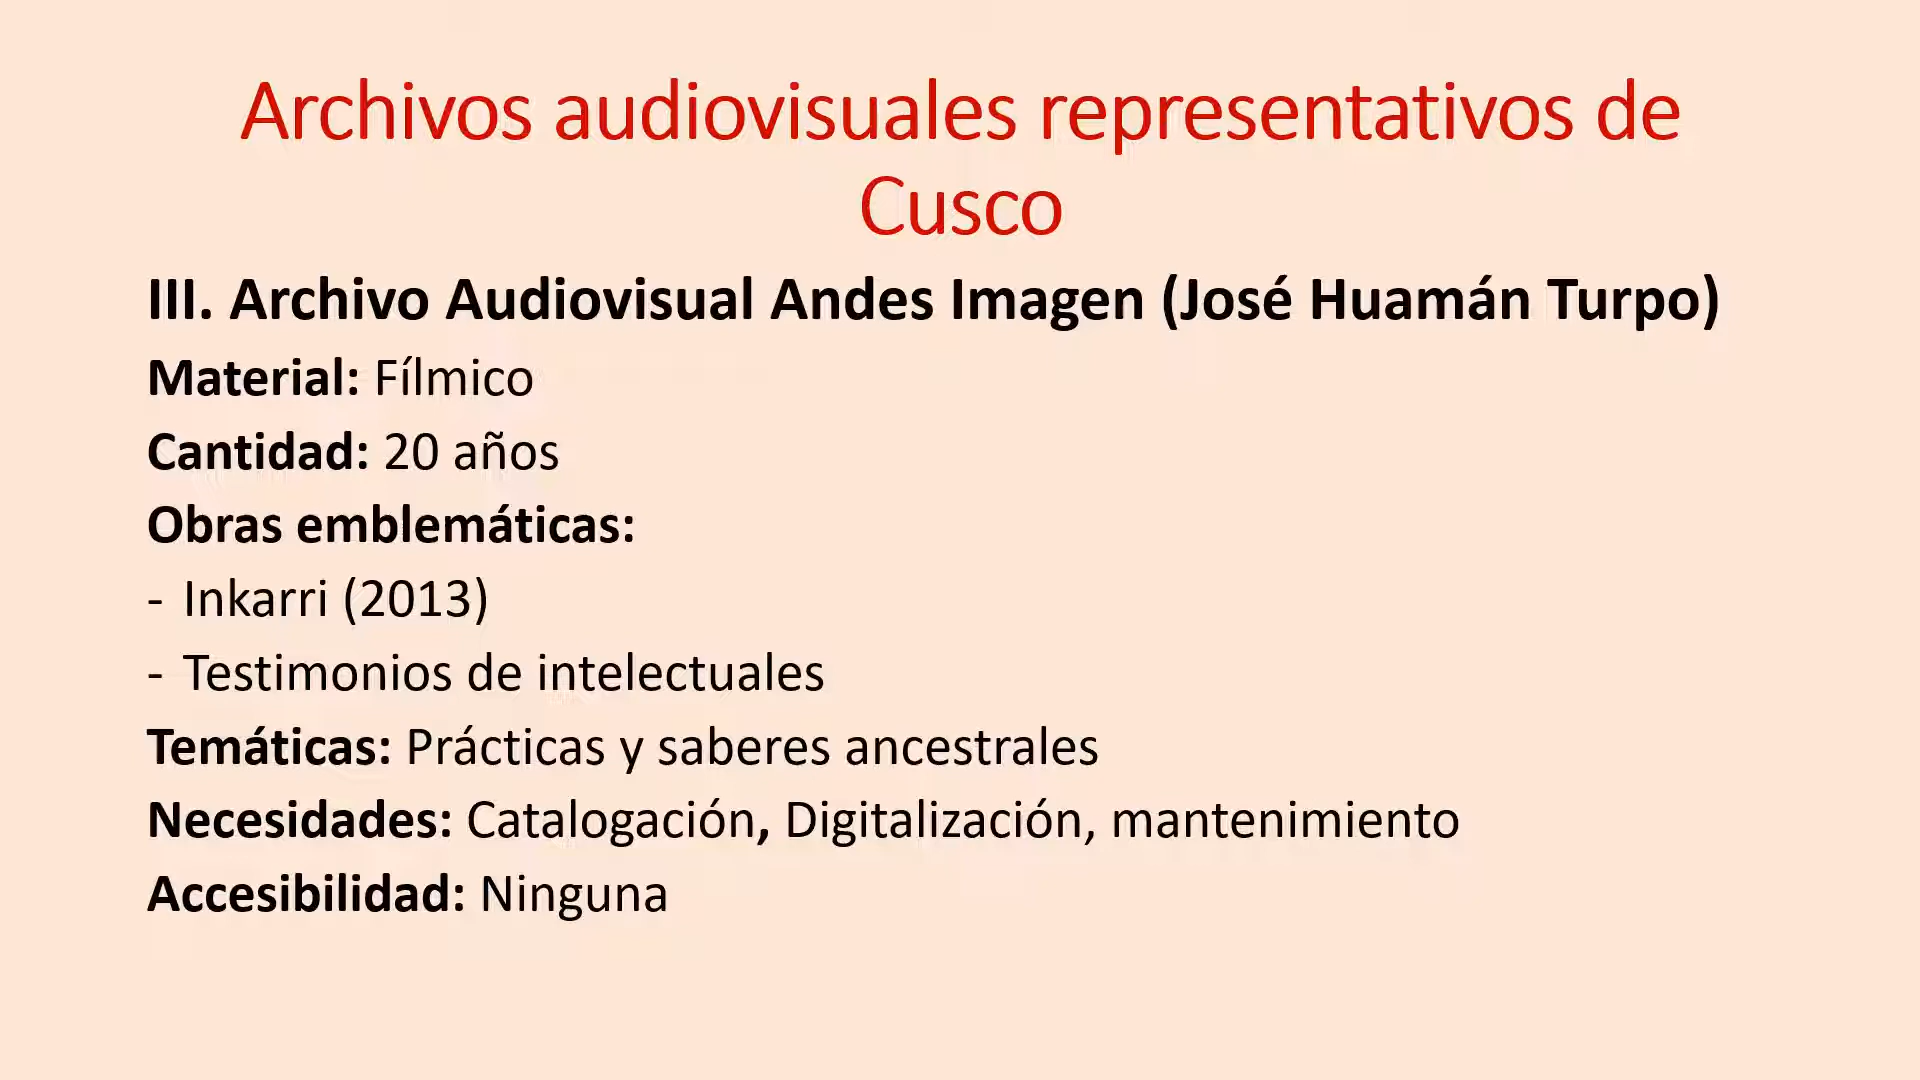 Archivos audiovisuales representativos de
Cusco
III. Archivo Audiovisual Andes Imagen (José Huamán Turpo)
Material: Fílmico
Cantidad: 20 años
Obras emblemáticas:
- Inkarri (2013)
- Testimonios de intelectuales
Temáticas: Prácticas y saberes ancestrales
Necesidades: Catalogación, Digitalización, mantenimiento
Accesibilidad: Ninguna